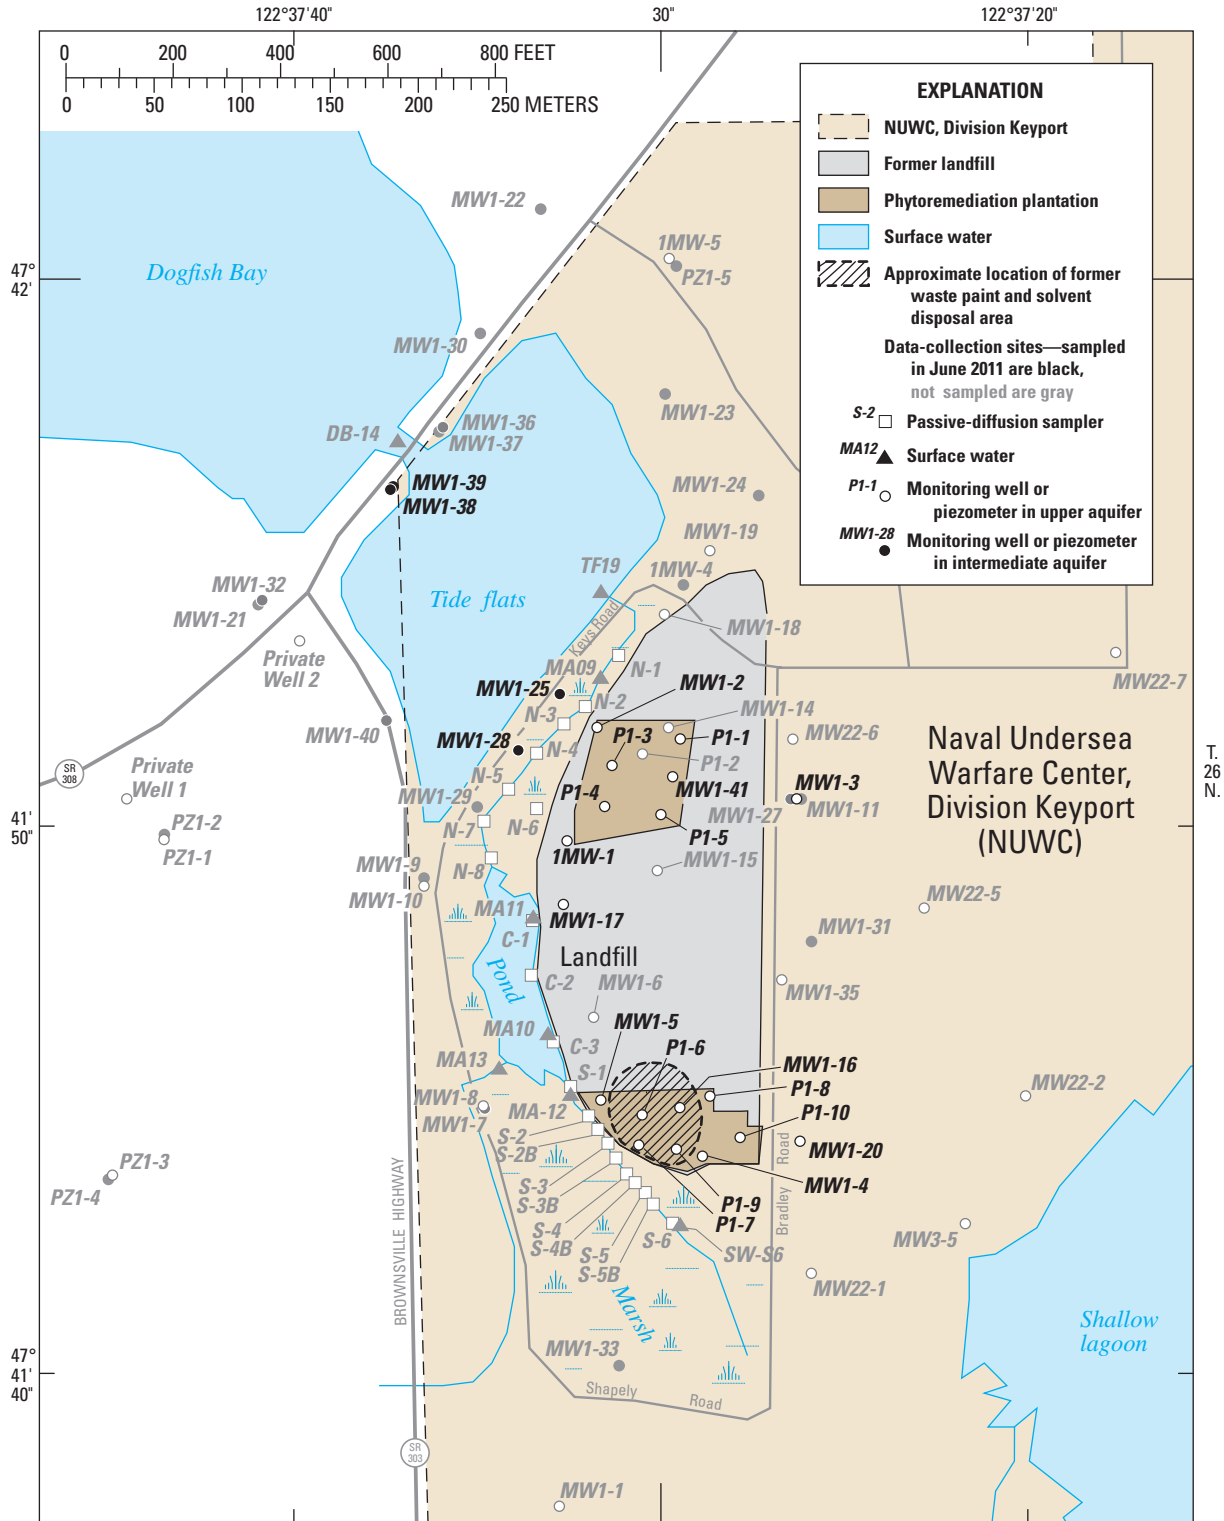 122°37'40"
30"
122°37'20"
0 200 400 600 800 FEET
0 50 100 150 200 250 METERS
EXPLANATION
NUWC, Division Keyport
Former landfill
Phytoremediation plantation
Surface water
Approximate location of former
waste paint and solvent
disposal area
Data-collection sites—sampled
in June 2011 are black,
not sampled are gray
S-2
Passive-diffusion sampler
MA12
Surface water
P1-1
Monitoring well or
piezometer in upper aquifer
MW1-28
Monitoring well or piezometer
in intermediate aquifer
47°
42'
41'
50"
47°
41'
40"
T.
26
N.
MW1-22
Dogfish Bay
1MW-5
PZ1-5
MW1-30
MW1-23
MW1-36
MW1-37
DB-14
MW1-39
MW1-38
MW1-24
MW1-19
1MW-4
TF19
MW1-32
MW1-21
Tide flats
Keys Road
MW1-18
Private
Well 2
MA09
N-1
MW22-7
MW1-25
N-2
MW1-2
N-3
MW1-14
MW1-40
MW1-28
N-4
P1-3
P1-1
P1-2
MW22-6
Naval Undersea
Warfare Center,
Division Keyport
(NUWC)
SR
308
Private
Well 1
N-5
MW1-29
P1-4
MW1-41
MW1-3
MW1-27
MW1-11
PZ1-2
PZ1-1
N-7
N-6
P1-5
1MW-1
MW1-15
MW1-9
MW1-10
N-8
MA11
C-1
MW1-17
MW22-5
MW1-31
Landfill
Pond
C-2
MW1-6
MW1-35
MA10
MW1-5
P1-6
C-3
MA13
S-1
MW1-16
P1-8
MW22-2
MW1-8
MW1-7
MA-12
P1-10
S-2
S-2B
MW1-20
PZ1-3
PZ1-4
S-3
S-3B
MW1-4
P1-9
P1-7
S-4
S-4B
S-5
S-5B
S-6
SW-S6
Bradley Road
MW3-5
MW22-1
BROWNSVILLE HIGHWAY
Marsh
Shallow
lagoon
MW1-33
Shapely Road
SR
303
MW1-1